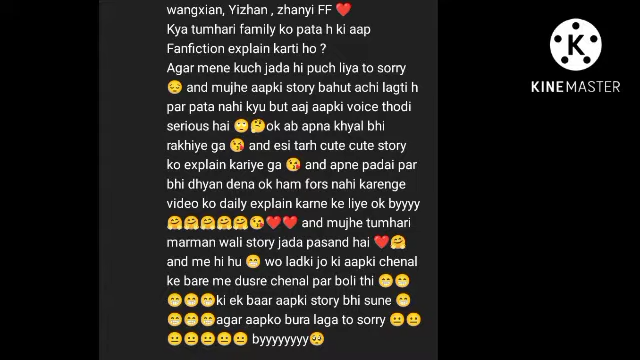 wangxian, Yizhan , zhanyi FF ❤️
Kya tumhari family ko pata h ki aap
Fanfiction explain karti ho ?
Agar mene kuch jada hi puch liya to sorry
😔 and mujhe aapki story bahut achi lagti h
par pata nahi kyu but aaj aapki voice thodi
serious hai 🙄🤔ok ab apna khyal bhi
rakhiye ga 😘 and esi tarh cute cute story
ko explain kariye ga 😘 and apne padai par
bhi dhyan dena ok ham fors nahi karenge
video ko daily explain karne ke liye ok byyyy
🤗🤗🤗🤗🤗😘❤️❤️ and mujhe tumhari
marman wali story jada pasand hai ❤️🤗
and me hi hu 😁 wo ladki jo ki aapki chenal
ke bare me dusre chenal par boli thi 😁😁
😁😁😁ki ek baar aapki story bhi sune 😁
😁😁😁agar aapko bura laga to sorry 😐😐
😐😐😐😐😐 byyyyyyyy🥺
K
KINEMASTER